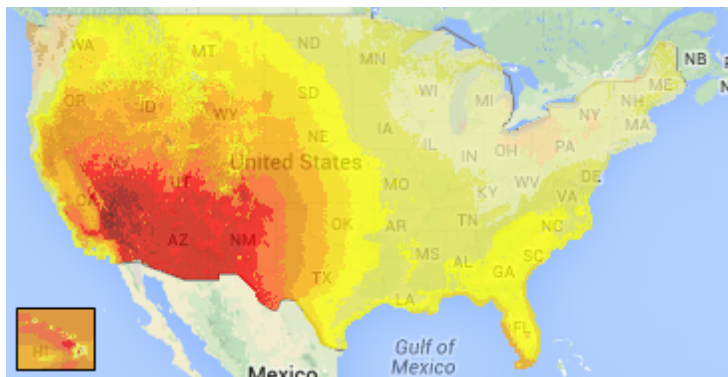 WA
MT
ND
MN
NB
OR
ID
WY
SD
WI
MI
ME
NH
NY
MA
NE
IA
IL
IN
OH
PA
NV
UT
United States
CA
MO
KY
WV
DE
VA
AZ
NM
OK
AR
TN
NC
MS
AL
SC
GA
TX
LA
FL
HI
Gulf of
Mexico
Mexico